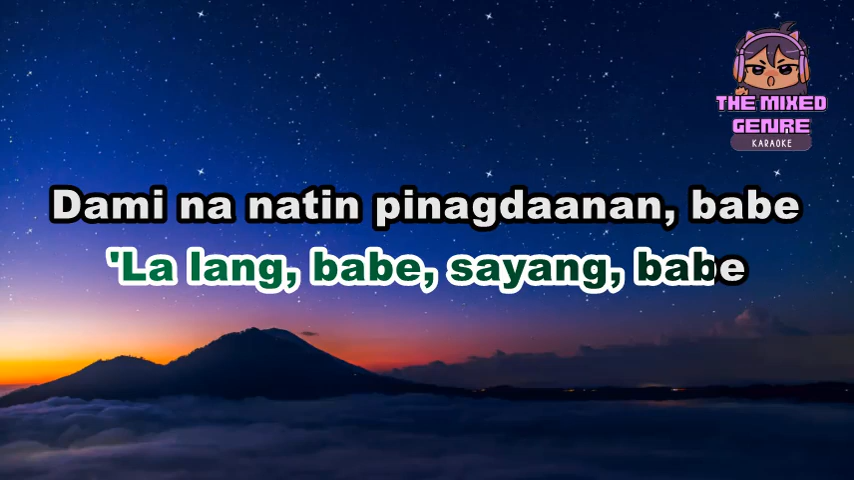 THE MIXED
GENRE
KARAOKE
Dami na natin pinagdaanan, babe
'La lang, babe, sayang, babe